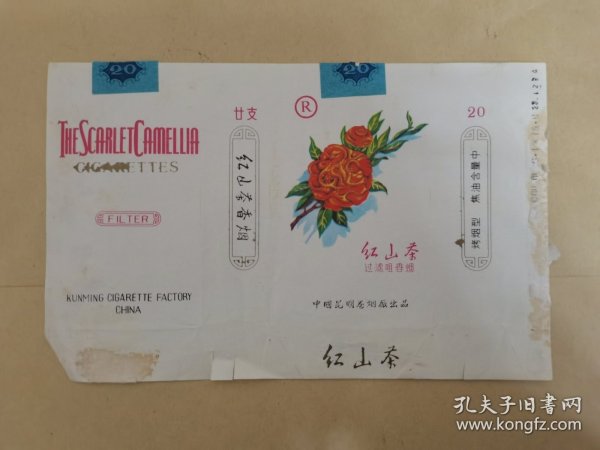 20
THE SCARLET CAMELLIA
CIGARETTES
FILTER
KUNMING CIGARETTE FACTORY
CHINA
廿支
红山茶香烟
20
®
红山茶
过滤咀香烟
中国昆明卷烟厂出品
红山茶
20
烤烟型 焦油含量中
孔夫子旧书网
www.kongfz.com